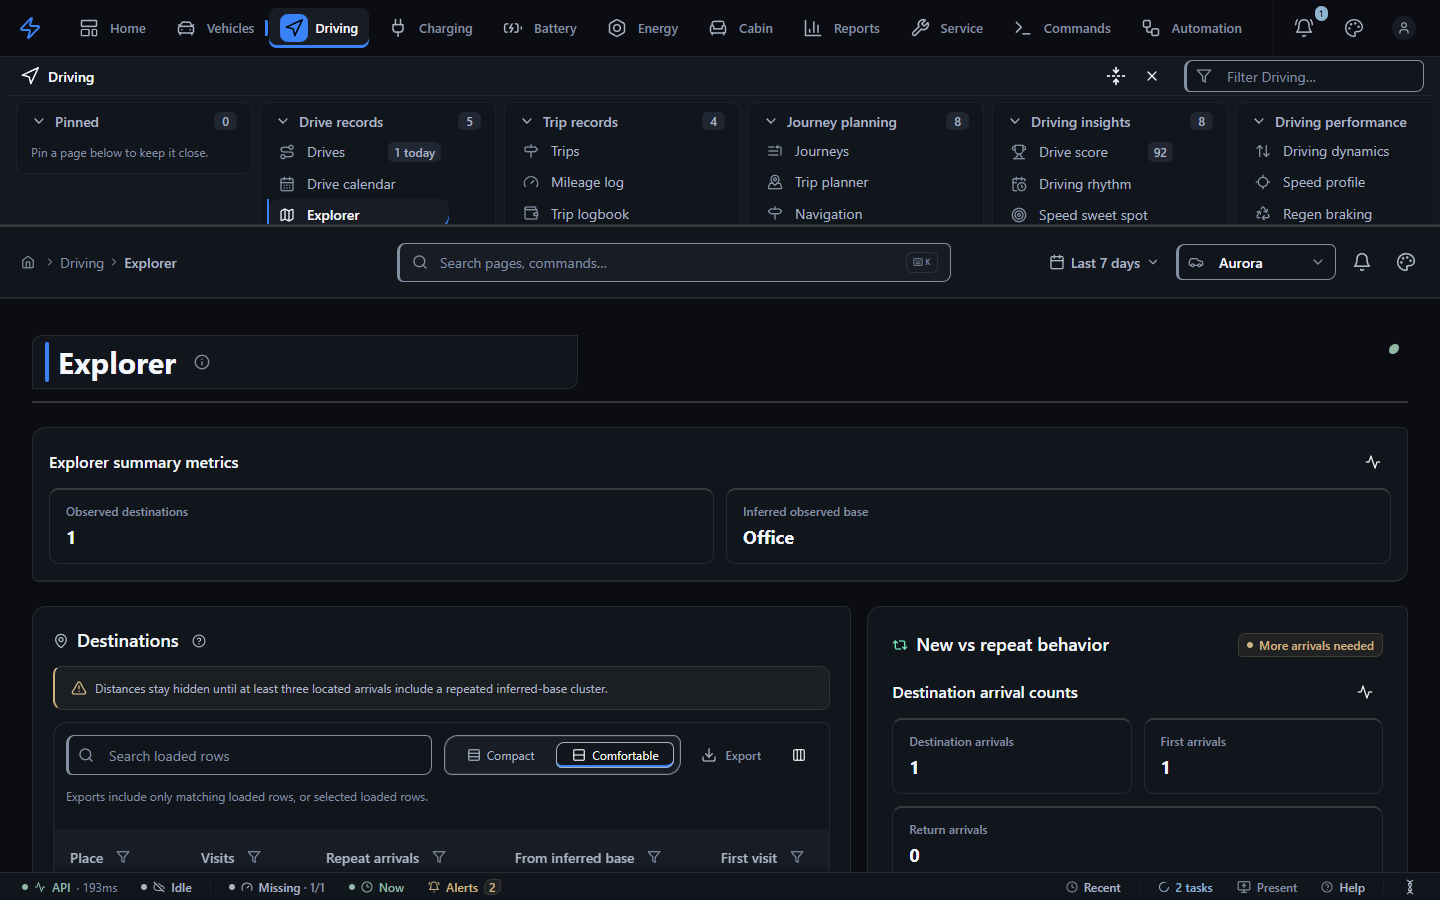 Home
Vehicles
Driving
Charging
Battery
Energy
Cabin
Reports
Service
Commands
Automation
1
Driving
Filter Driving...
Pinned 0
Pin a page below to keep it close.
Drive records 5
Drives 1 today
Drive calendar
Explorer
Trip records 4
Trips
Mileage log
Trip logbook
Journey planning 8
Journeys
Trip planner
Navigation
Driving insights 8
Drive score 92
Driving rhythm
Speed sweet spot
Driving performance
Driving dynamics
Speed profile
Regen braking
Driving
Explorer
Search pages, commands...
K
Last 7 days
Aurora
Explorer
Explorer summary metrics
Observed destinations
1
Inferred observed base
Office
Destinations
Distances stay hidden until at least three located arrivals include a repeated inferred-base cluster.
Search loaded rows
Compact
Comfortable
Export
Exports include only matching loaded rows, or selected loaded rows.
Place
Visits
Repeat arrivals
From inferred base
First visit
New vs repeat behavior
More arrivals needed
Destination arrival counts
Destination arrivals
1
First arrivals
1
Return arrivals
0
API · 193ms
Idle
Missing · 1/1
Now
Alerts 2
Recent
2 tasks
Present
Help